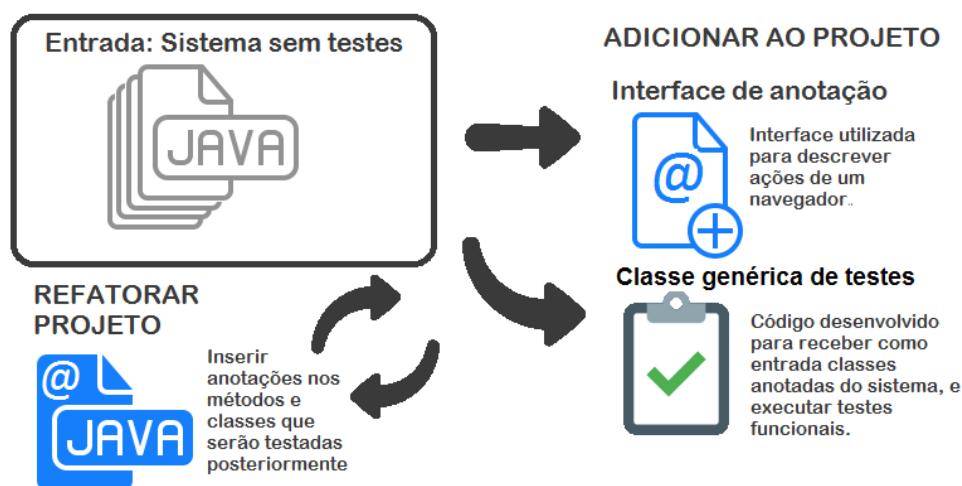 Entrada: Sistema sem testes
JAVA
ADICIONAR AO PROJETO
Interface de anotação
@
Interface utilizada
para descrever
ações de um
navegador..
Classe genérica de testes
Código desenvolvido
para receber como
entrada classes
anotadas do sistema, e
executar testes
funcionais.
REFATORAR
PROJETO
@
JAVA
Inserir
anotações nos
métodos e
classes que
serão testadas
posteriormente